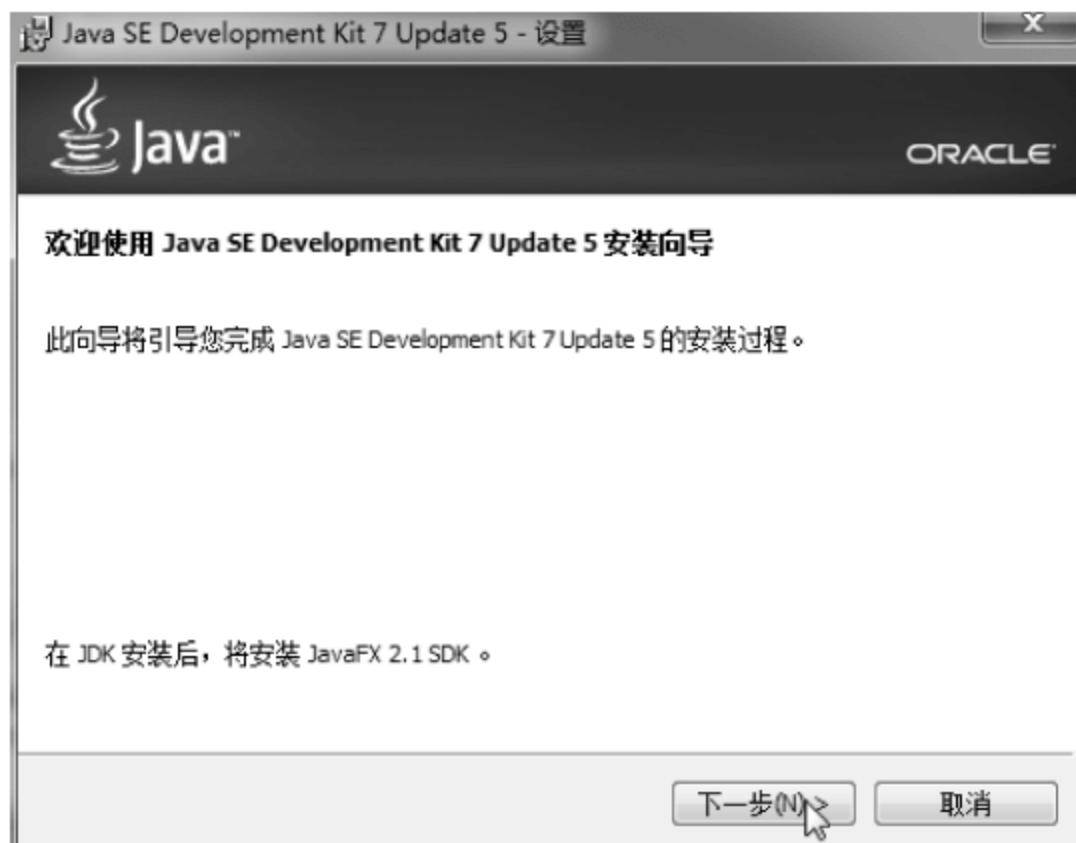 Java SE Development Kit 7 Update 5 - 设置
X
Java™
ORACLE
欢迎使用 Java SE Development Kit 7 Update 5 安装向导
此向导将引导您完成 Java SE Development Kit 7 Update 5 的安装过程。
在 JDK 安装后，将安装 JavaFX 2.1 SDK。
下一步(N) >
取消